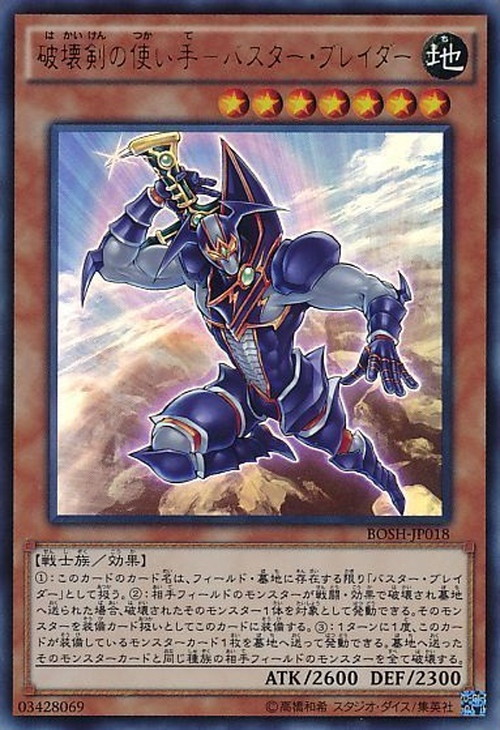 破壊剣の使い手－バスター・ブレイダー
地
BOSH-JP018
【戦士族／効果】
①：このカードのカード名は、フィールド・墓地に存在する限り「バスター・ブレイ
ダー」として扱う。②：相手フィールドのモンスターが戦闘・効果で破壊され墓地
へ送られた場合、破壊されたそのモンスター１体を対象として発動できる。そのモン
スターを装備カード扱いとしてこのカードに装備する。③：１ターンに１度、このカー
ドが装備しているモンスターカード１枚を墓地へ送って発動できる。墓地へ送った
そのモンスターカードと同じ種族の相手フィールドのモンスターを全て破壊する。
ATK/2600 DEF/2300
03428069
©高橋和希 スタジオ・ダイス/集英社